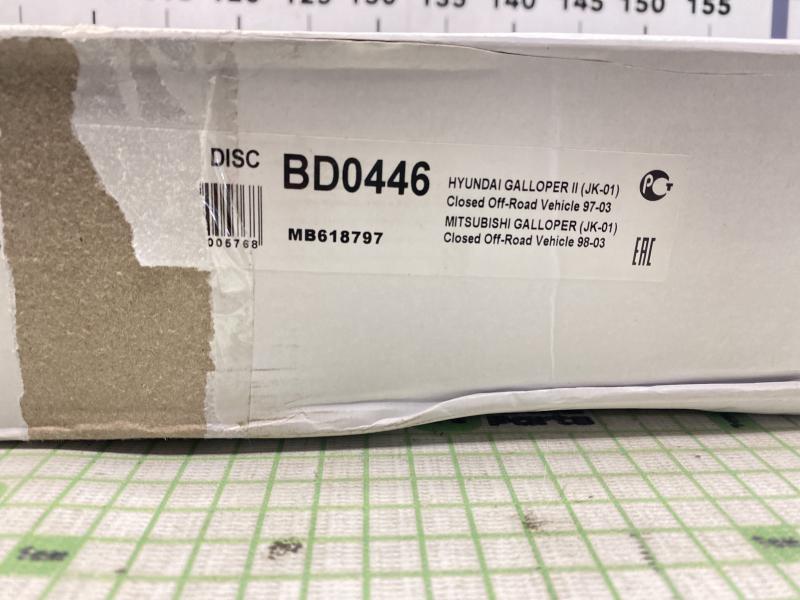 125 130 135 140 145 150 155
DISC
BD0446
005768
MB618797
HYUNDAI GALLOPER II (JK-01)
Closed Off-Road Vehicle 97-03
MITSUBISHI GALLOPER (JK-01)
Closed Off-Road Vehicle 98-03
EAC